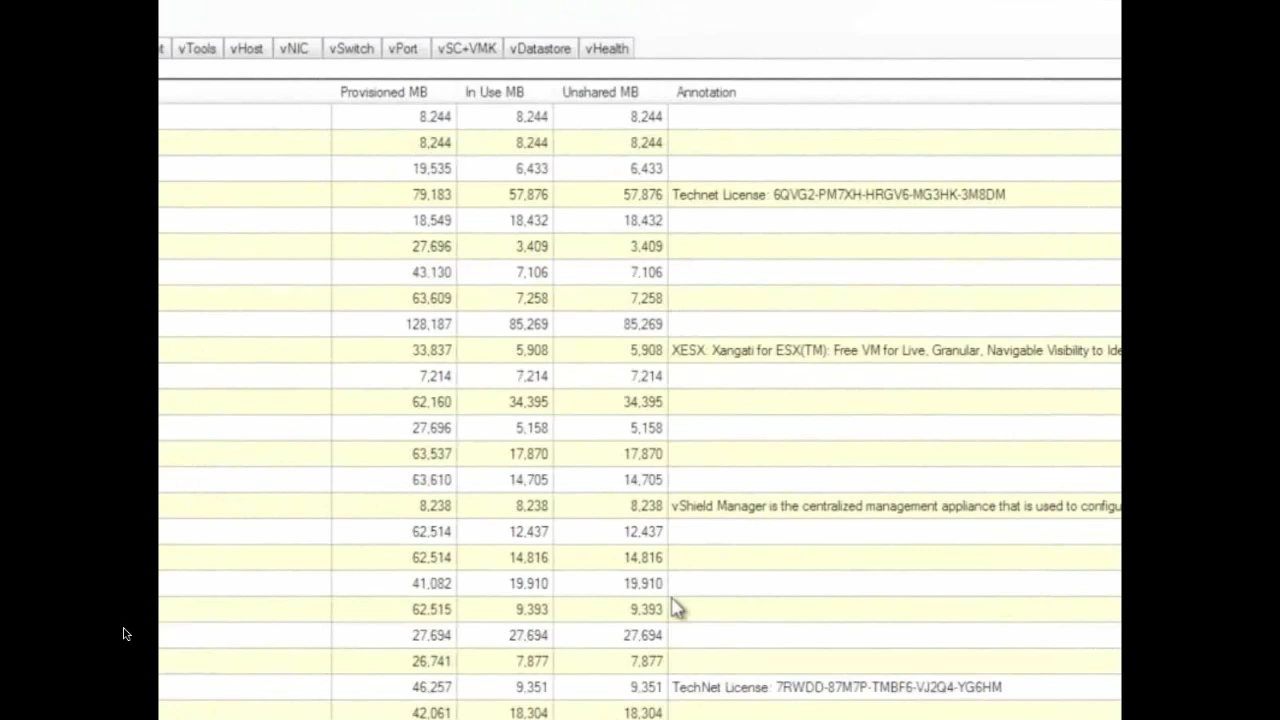 t vTools vHost vNIC vSwitch vPort vSC+VMK vDatastore vHealth
Provisioned MB In Use MB Unshared MB Annotation
8,244 8,244 8,244
8,244 8,244 8,244
19,535 6,433 6,433
79,183 57,876 57,876 Technet License: 6QVG2-PM7XH-HRGV6-MG3HK-3M8DM
18,549 18,432 18,432
27,696 3,409 3,409
43,130 7,106 7,106
63,609 7,258 7,258
128,187 85,269 85,269
33,837 5,908 5,908 XESX: Xangati for ESX(TM): Free VM for Live, Granular, Navigable Visibility to Ide
7,214 7,214 7,214
62,160 34,395 34,395
27,696 5,158 5,158
63,537 17,870 17,870
63,610 14,705 14,705
8,238 8,238 8,238 vShield Manager is the centralized management appliance that is used to configu
62,514 12,437 12,437
62,514 14,816 14,816
41,082 19,910 19,910
62,515 9,393 9,393
27,694 27,694 27,694
26,741 7,877 7,877
46,257 9,351 9,351 TechNet License: 7RWDD-87M7P-TMBF6-VJ2Q4-YG6HM
42,061 18,304 18,304